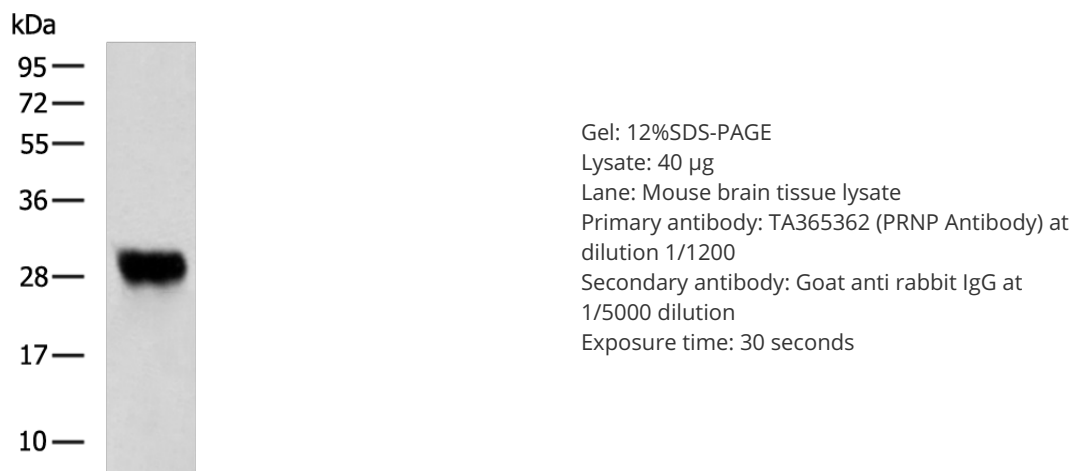 kDa
95
72
55
36
28
17
10
Gel: 12%SDS-PAGE
Lysate: 40 µg
Lane: Mouse brain tissue lysate
Primary antibody: TA365362 (PRNP Antibody) at
dilution 1/1200
Secondary antibody: Goat anti rabbit IgG at
1/5000 dilution
Exposure time: 30 seconds